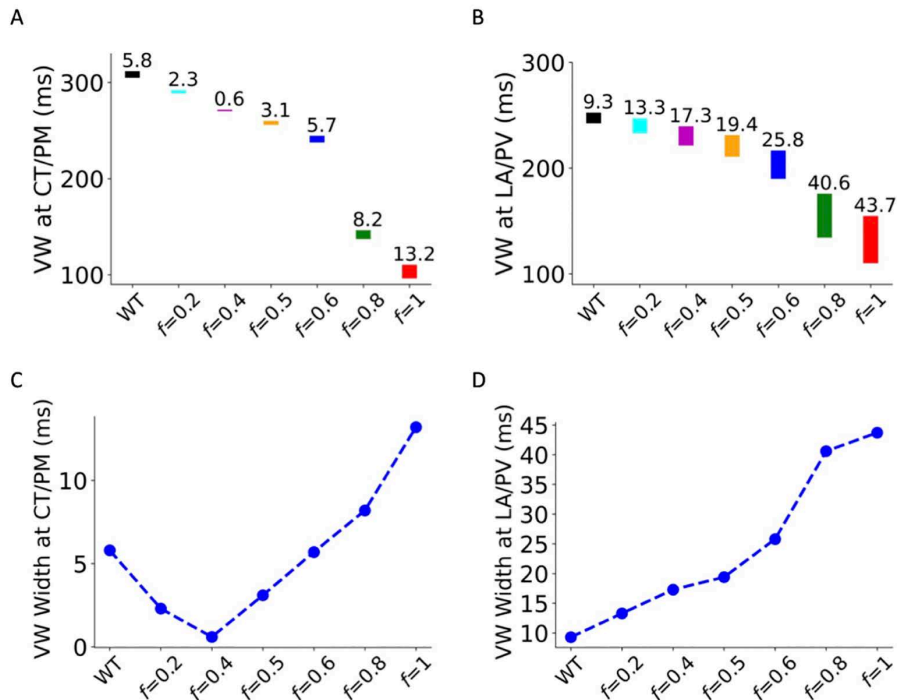 A
VW at CT/PM (ms)
300
200
100
5.8
2.3
0.6
3.1
5.7
8.2
13.2
WT
f=0.2
f=0.4
f=0.5
f=0.6
f=0.8
f=1
B
VW at LA/PV (ms)
300
200
100
9.3
13.3
17.3
19.4
25.8
40.6
43.7
WT
f=0.2
f=0.4
f=0.5
f=0.6
f=0.8
f=1
C
VW Width at CT/PM (ms)
10
5
0
WT
f=0.2
f=0.4
f=0.5
f=0.6
f=0.8
f=1
D
VW Width at LA/PV (ms)
45
40
35
30
25
20
15
10
WT
f=0.2
f=0.4
f=0.5
f=0.6
f=0.8
f=1